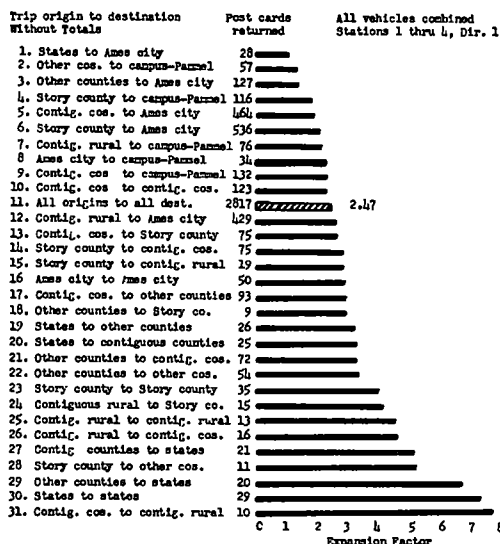 Trip origin to destination Post cards All vehicles combined
Without Totals returned Stations 1 thru 4, Dir. 1
1. States to Ames city 28
2. Other cos. to campus-Pammel 57
3. Other counties to Ames city 127
4. Story county to campus-Pammel 116
5. Contig. cos. to Ames city 464
6. Story county to Ames city 536
7. Contig. rural to campus-Pammel 76
8 Ames city to campus-Pammel 34
9. Contig. cos to campus-Pammel 132
10. Contig. cos to contig. cos. 123
11. All origins to all dest. 2817 2.47
12. Contig. rural to Ames city 429
13. Contig. cos. to Story county 75
14. Story county to contig. cos. 75
15. Story county to contig. rural 19
16 Ames city to Ames city 50
17. Contig. cos. to other counties 93
18. Other counties to Story co. 9
19 States to other counties 26
20. States to contiguous counties 25
21. Other counties to contig. cos. 72
22. Other counties to other cos. 54
23 Story county to Story county 35
24 Contiguous rural to Story co. 15
25. Contig. rural to contig. rural 13
26. Contig. rural to contig. cos. 16
27 Contig counties to states 21
28 Story county to other cos. 11
29 Other counties to states 20
30. States to states 29
31. Contig. cos. to contig. rural 10
0 1 2 3 4 5 6 7 8
Expansion Factor